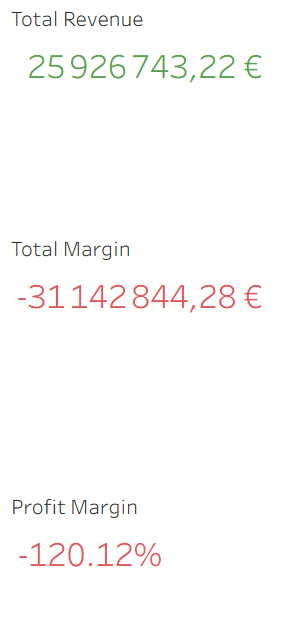 Total Revenue
25 926 743,22 €
Total Margin
-31 142 844,28 €
Profit Margin
-120.12%